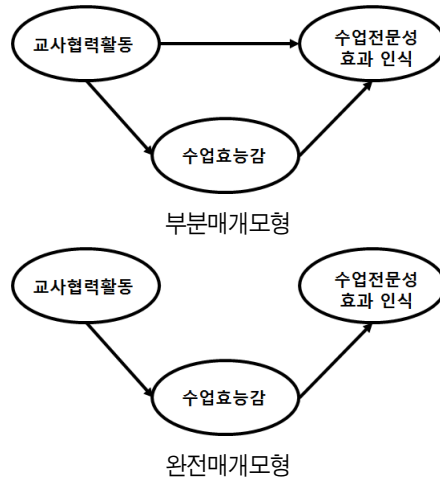 교사협력활동
수업전문성
효과 인식
수업효능감
부분매개모형
교사협력활동
수업전문성
효과 인식
수업효능감
완전매개모형